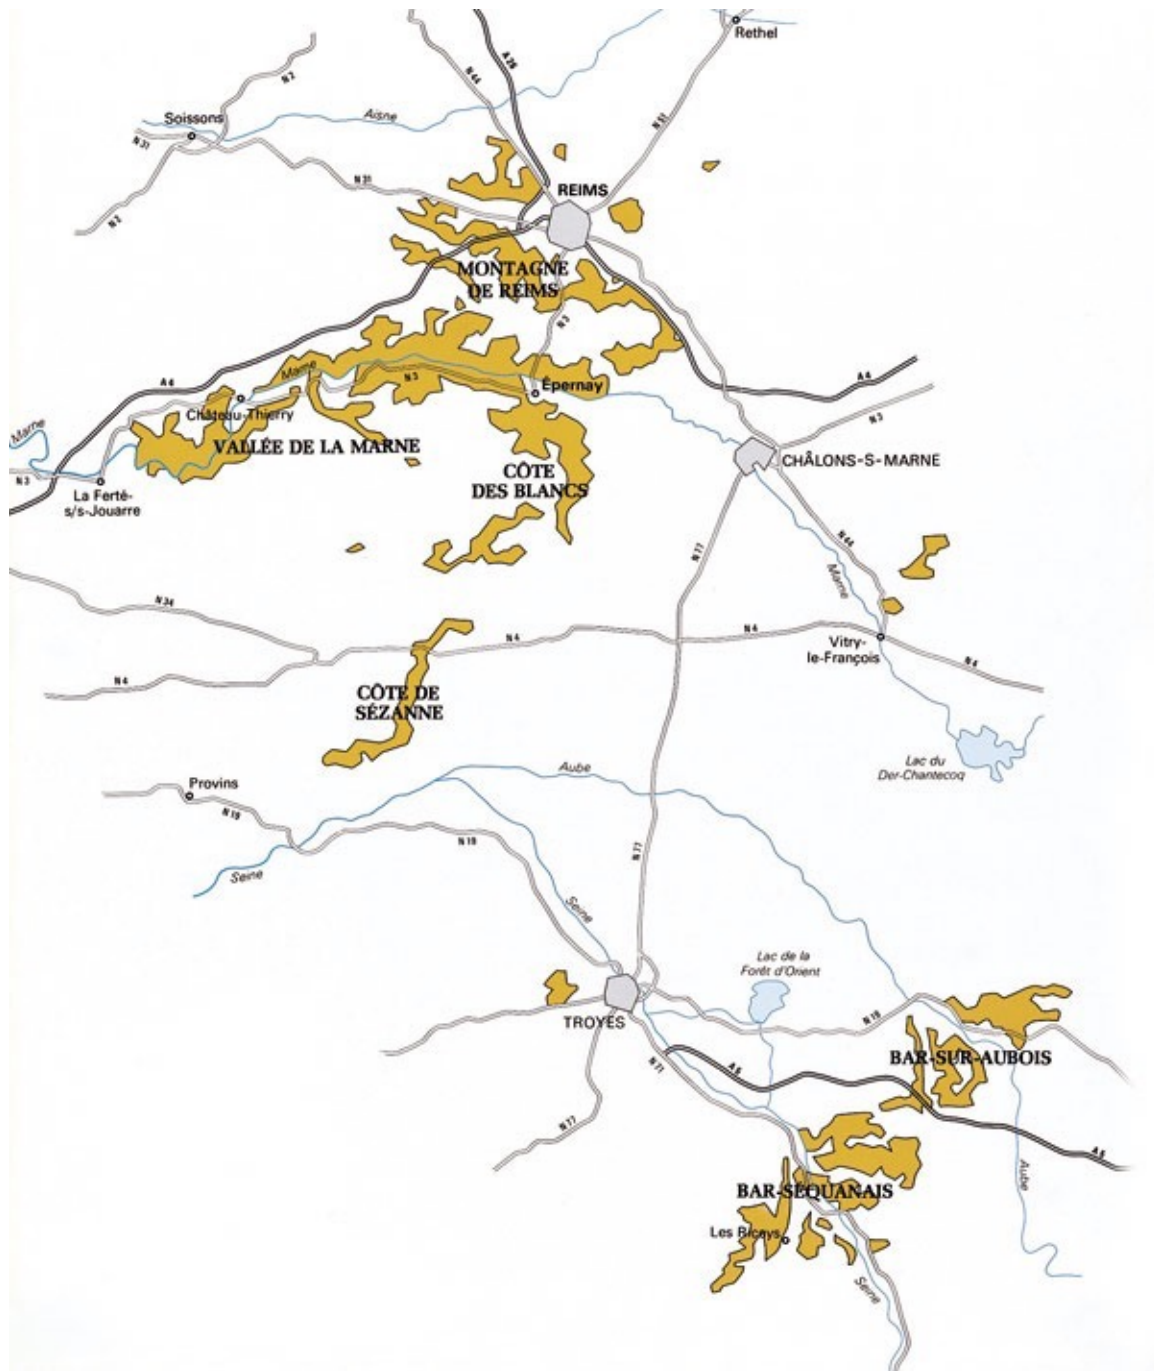 Rethel
A 26
N 44
N 2
Soissons
Aisne
N 51
N 31
N 31
N 2
REIMS
MONTAGNE
DE REIMS
N 3
Marne
A 4
N 3
Épernay
A 4
Château-Thierry
N 3
Marne
VALLÉE DE LA MARNE
CÔTE
DES BLANCS
CHÂLONS-S-MARNE
N 3
La Ferté-
s/s-Jouarre
N 44
N 77
Marne
N 34
N 4
N 4
Vitry-
le-François
N 4
N 4
CÔTE DE
SÉZANNE
Lac du
Der-Chantecoq
Aube
Provins
N 19
N 19
N 77
Seine
Seine
Lac de la
Forêt d'Orient
TROYES
N 19
BAR-SUR-AUBOIS
N 71
A 5
N 77
A 5
Aube
BAR-SÉQUANAIS
Les Riceys
Seine